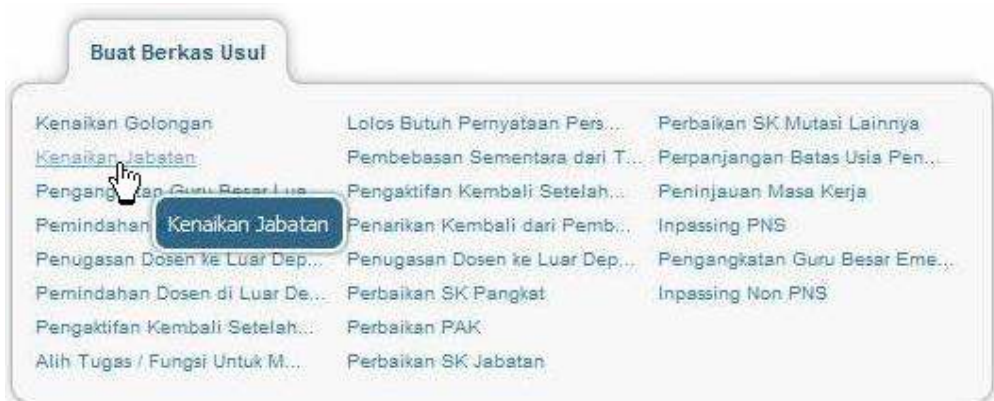 Buat Berkas Usul
Kenaikan Golongan
Kenaikan Jabatan
Guru Besar Lua...
Pemindahan
Kenaikan Jabatan
Penugasan Dosen ke Luar Dep...
Pemindahan Dosen di Luar De...
Pengaktifan Kembali Setelah...
Alih Tugas / Fungsi Untuk M...
Lolos Butuh Pernyataan Pers...
Pembebasan Sementara dari T...
Pengaktifan Kembali Setelah...
Penarikan Kembali dari Pemb...
Penugasan Dosen ke Luar Dep...
Perbaikan SK Pangkat
Perbaikan PAK
Perbaikan SK Jabatan
Perbaikan SK Mutasi Lainnya
Perpanjangan Batas Usia Pen...
Peninjauan Masa Kerja
Inpassing PNS
Pengangkatan Guru Besar Eme...
Inpassing Non PNS